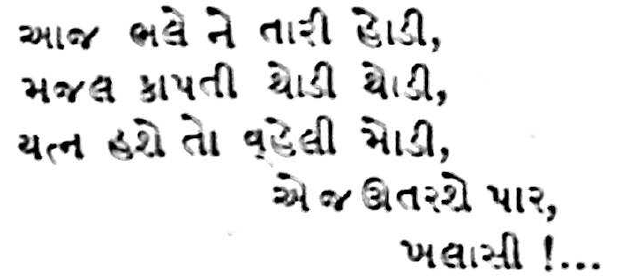 આજ ભલે ને તારી હોડી,
મજલ કાપતી થોડી થોડી,
યત્ન હશે તો વ્હેલી મોડી,
એ જ ઊતરશે પાર,
ખલાસી !...